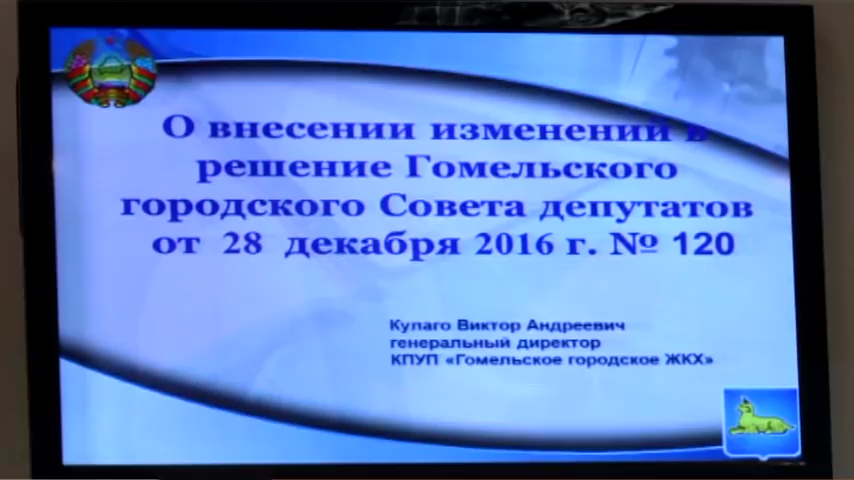 О внесении изменений в
решение Гомельского
городского Совета депутатов
от 28 декабря 2016 г. № 120
Кулаго Виктор Андреевич
генеральный директор
КПУП «Гомельское городское ЖКХ»